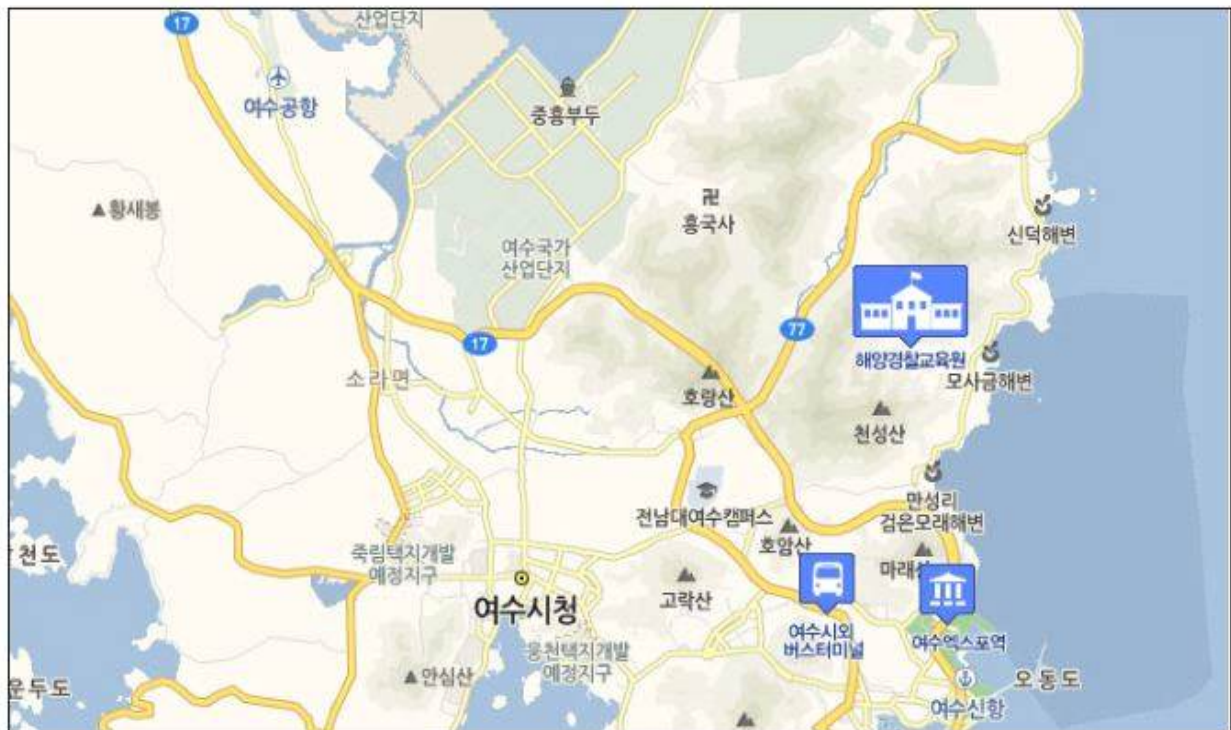 17
산업단지
여수공항
중흥부두
황새봉
흥국사
신덕해변
여수국가
산업단지
77
17
해양경찰교육원
모사금해변
소라면
호랑산
천성산
만성리
검은모래해변
전남대여수캠퍼스
호암산
죽림택지개발
예정지구
천도
마래
고락산
여수시청
여수시외
버스터미널
여수엑스포역
웅천택지개발
예정지구
안심산
운두도
오동도
여수신항